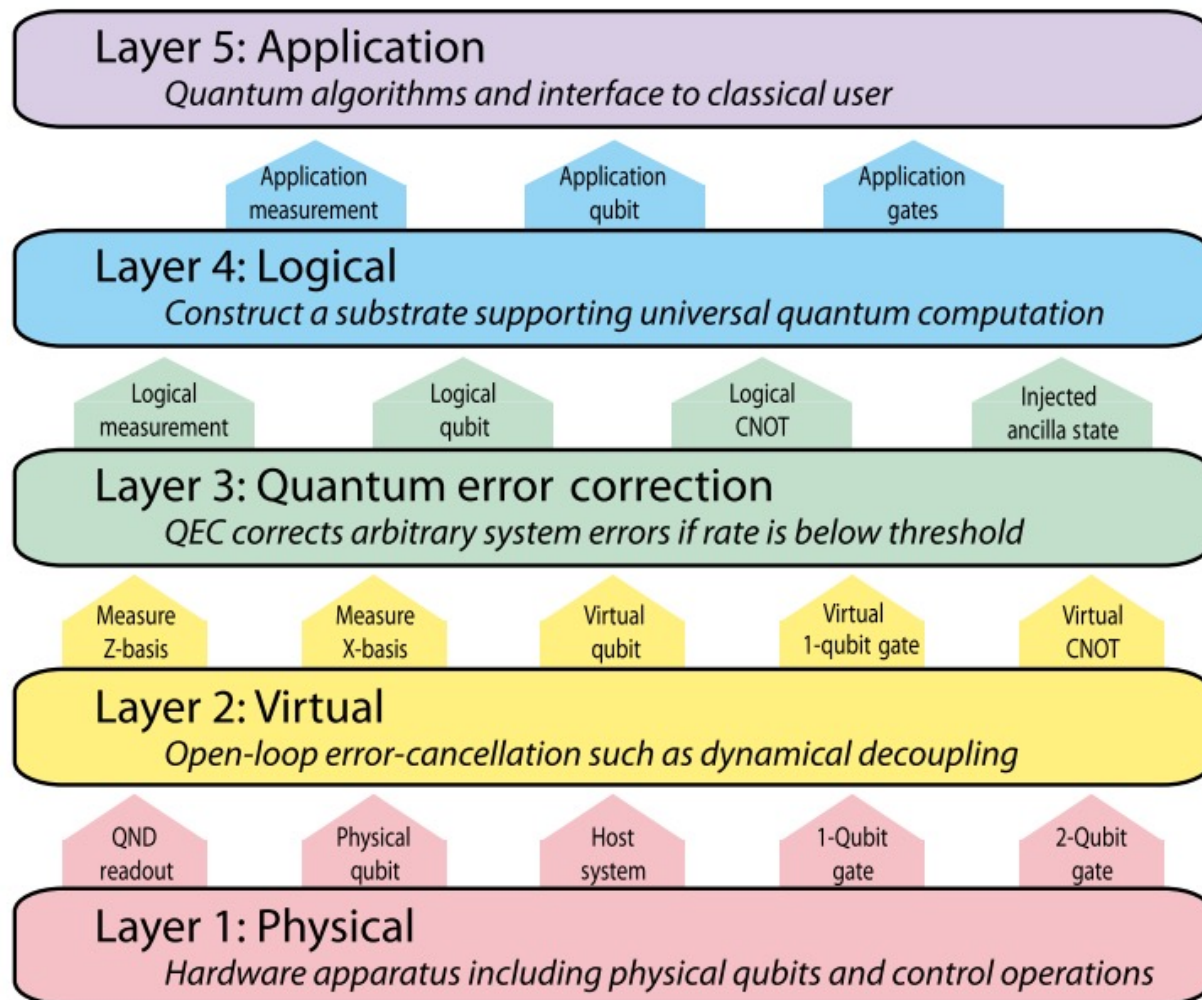 Layer 5: Application
Quantum algorithms and interface to classical user
Application
measurement
Application
qubit
Application
gates
Layer 4: Logical
Construct a substrate supporting universal quantum computation
Logical
measurement
Logical
qubit
Logical
CNOT
Injected
ancilla state
Layer 3: Quantum error correction
QEC corrects arbitrary system errors if rate is below threshold
Measure
Z-basis
Measure
X-basis
Virtual
qubit
Virtual
1-qubit gate
Virtual
CNOT
Layer 2: Virtual
Open-loop error-cancellation such as dynamical decoupling
QND
readout
Physical
qubit
Host
system
1-Qubit
gate
2-Qubit
gate
Layer 1: Physical
Hardware apparatus including physical qubits and control operations